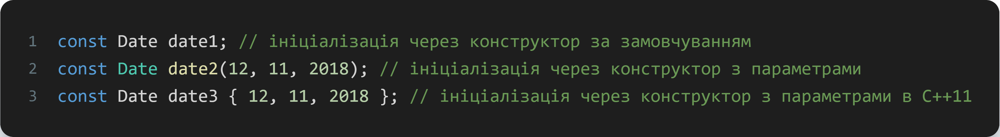 1 const Date date1; // ініціалізація через конструктор за замовчуванням
2 const Date date2(12, 11, 2018); // ініціалізація через конструктор з параметрами
3 const Date date3 { 12, 11, 2018 }; // ініціалізація через конструктор з параметрами в C++11